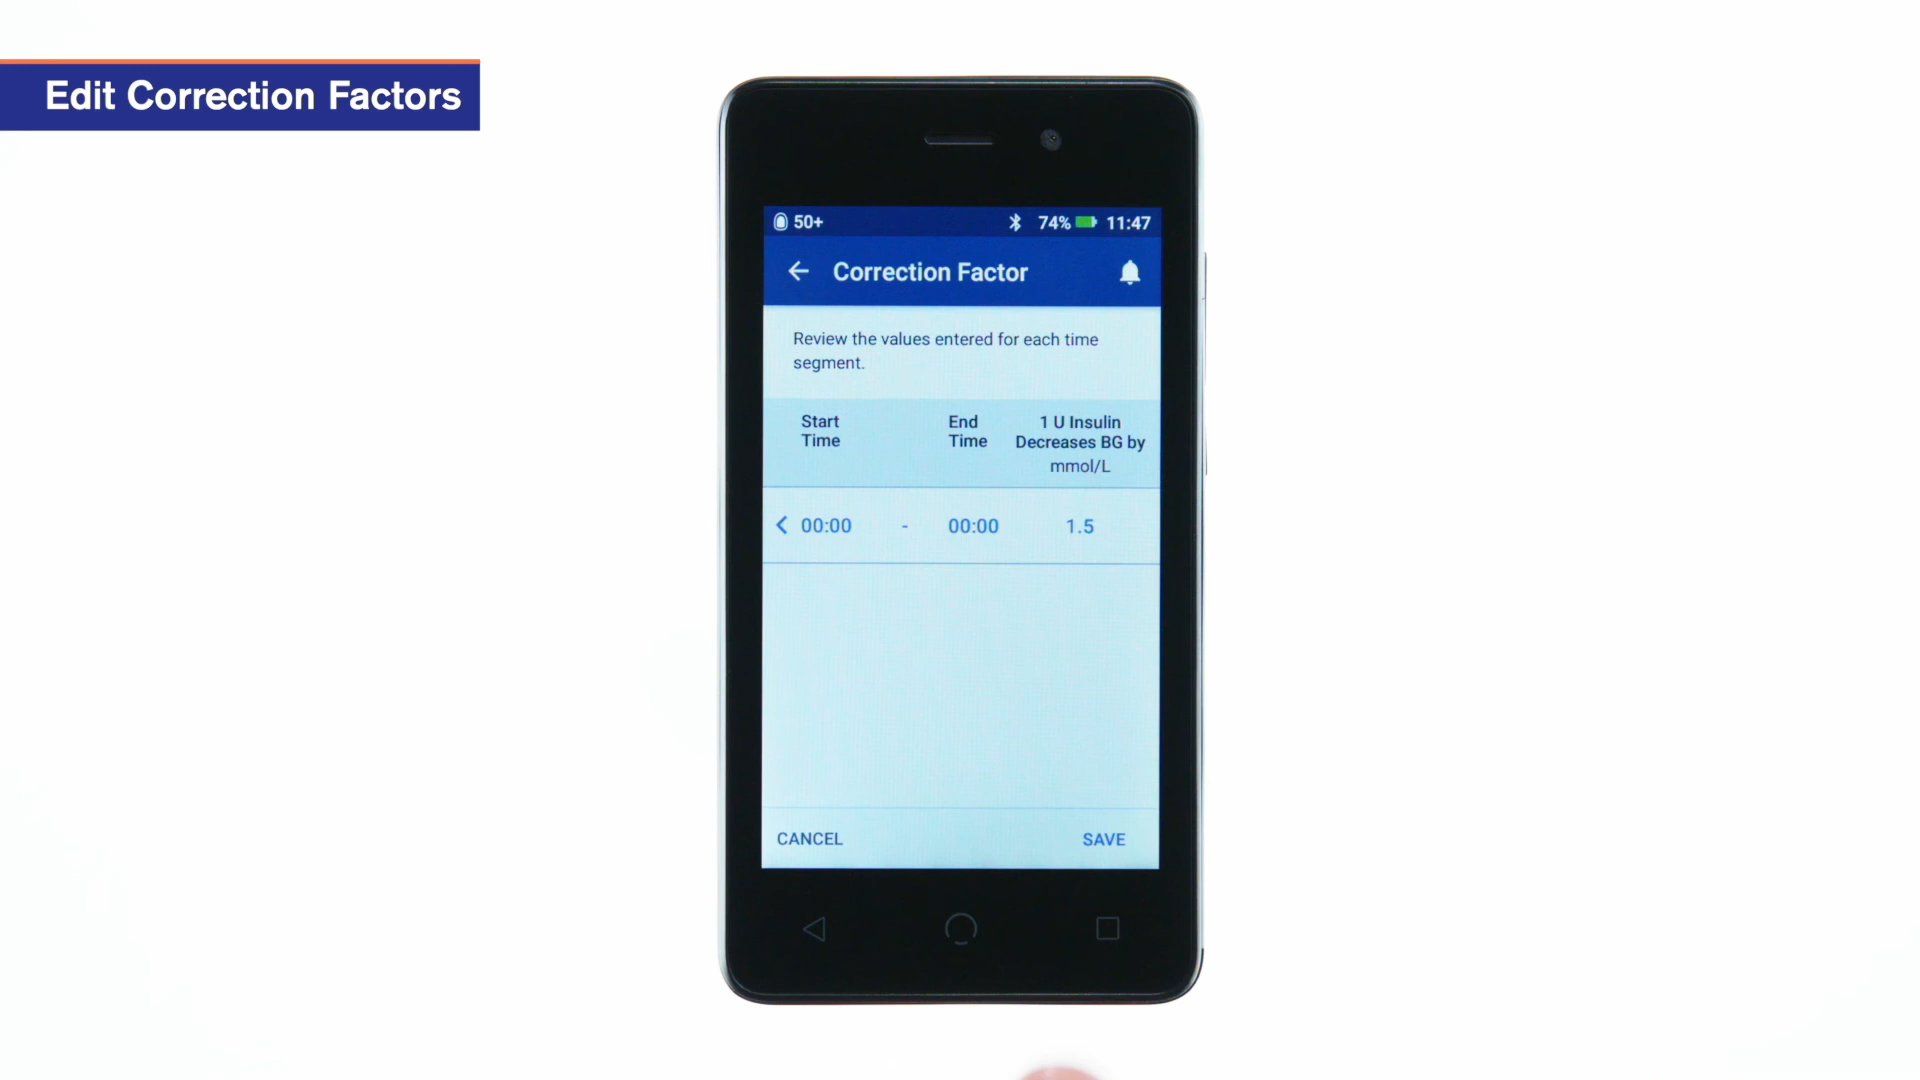 Edit Correction Factors
50+ 74% 11:47
Correction Factor
Review the values entered for each time
segment.
Start
Time
End
Time
1 U Insulin
Decreases BG by
mmol/L
00:00 - 00:00 1.5
CANCEL SAVE